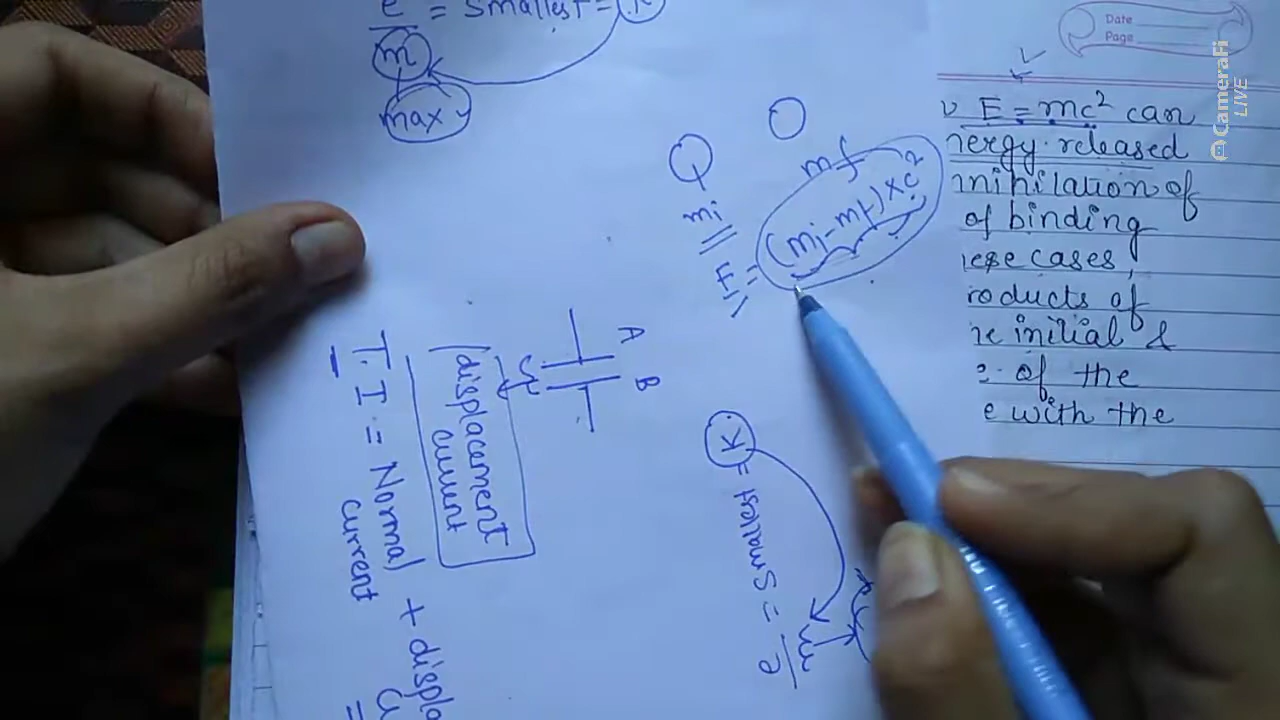 e/m = Smallest = K
max
Date
Page
CameraFi
LIVE
E = mc² can
nergy released
nnihilation of
of binding
cases,
roducts of
initial &
of the
e with the
mi mf
E = (mi - mf) × c²
A
B
displacement
current
T. I. = Normal + displa
current
e/m = Smallest = K